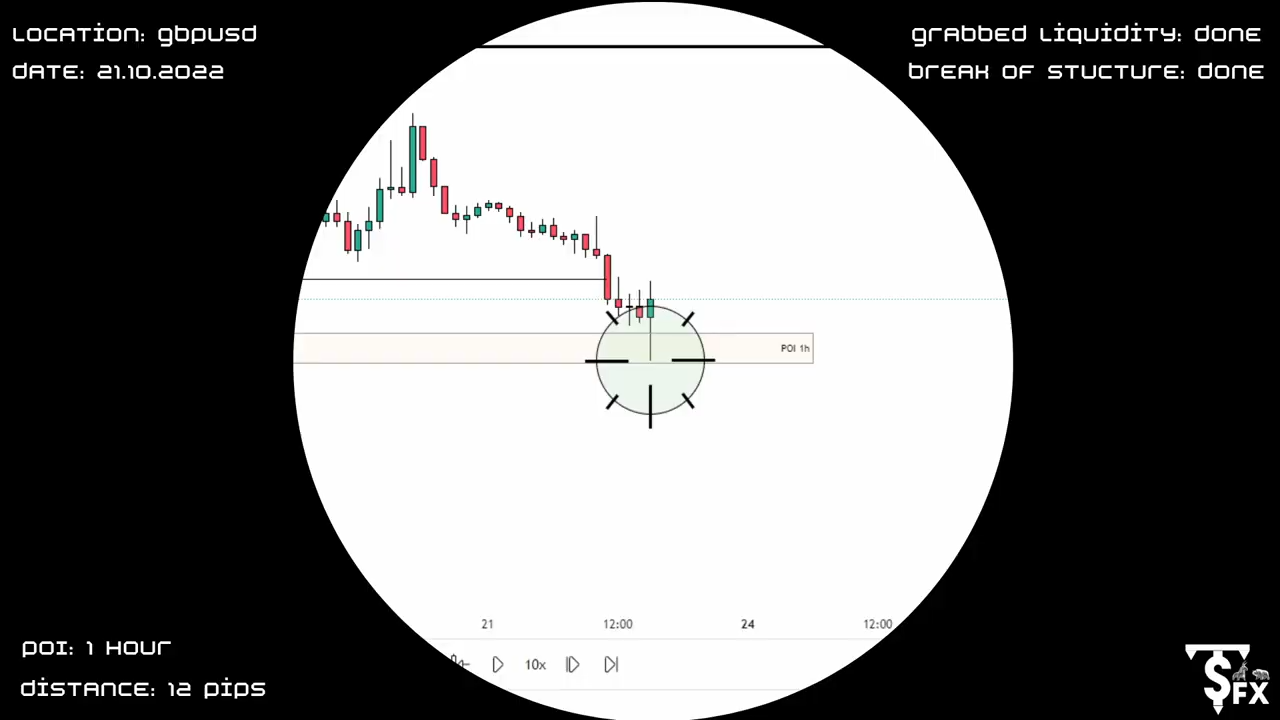 Location: gbpusd
Date: 21.10.2022
grabbed Liquidity: done
break of stucture: done
POI 1h
21 12:00 24 12:00
10x
POI: 1 Hour
distance: 12 pips
$FX